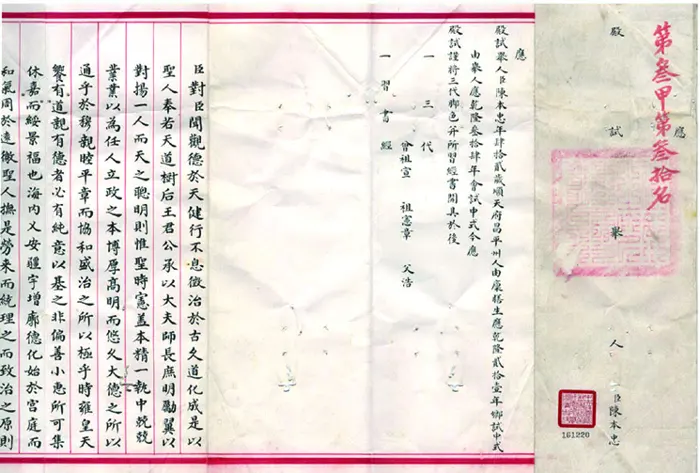 第叁甲第叁拾名
應
殿試舉人臣陳本忠
161220
應
殿試舉人臣陳本忠年肆拾貳歲順天府昌平州人由廩膳生應乾隆貳拾壹年鄉試中式
由舉人應乾隆叁拾肆年會試中式今應
殿試謹將三代脚色并所習經書開具於後
一三代
曾祖宣 祖憲章 父浩
一習書經
臣對臣聞觀德於天健行不息徵治於古久道化成是以
聖人奉若天道樹后王君公承以大夫師長庶明勵翼以
對揚一人而天之聰明則惟聖時憲蓋本精一執中兢兢
業業以為任人立政之本博厚高明而悠久大德之所以
通乎於穆親睦平章而協和盛治之所以極乎時雍皇天
饗有道親有德者必有純意以基之非偏善小惠所可集
休嘉而綏景福也海內乂安疆宇增廓德化始於宮庭而
和氣周於遠徼聖人撫是勞來而統理之而致治之原則